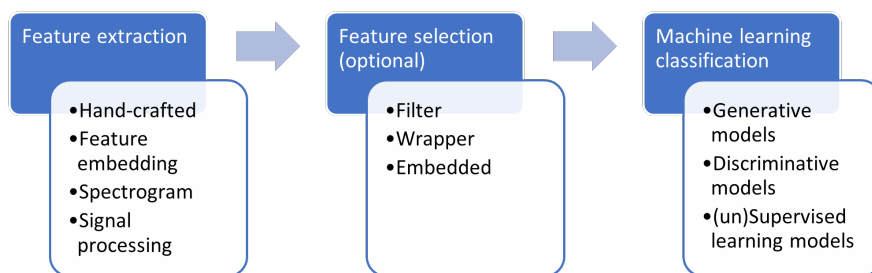 Feature extraction
•Hand-crafted
•Feature
embedding
•Spectrogram
•Signal
processing
Feature selection
(optional)
•Filter
•Wrapper
•Embedded
Machine learning
classification
•Generative
models
•Discriminative
models
•(un)Supervised
learning models